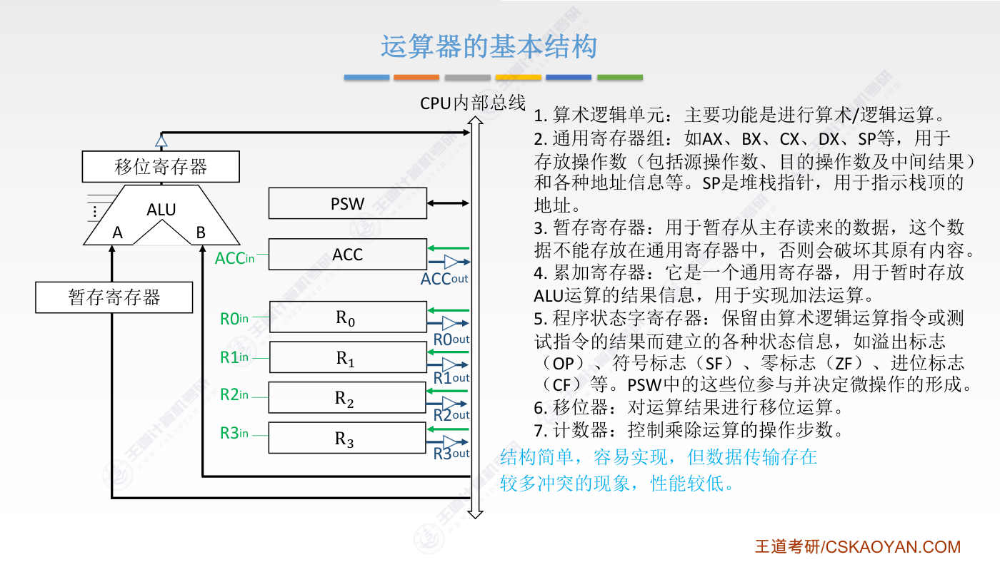 运算器的基本结构
CPU内部总线
移位寄存器
ALU
A
B
暂存寄存器
PSW
ACC
ACCin
ACCout
R0
R0in
R0out
R1
R1in
R1out
R2
R2in
R2out
R3
R3in
R3out
1. 算术逻辑单元：主要功能是进行算术/逻辑运算。
2. 通用寄存器组：如AX、BX、CX、DX、SP等，用于
存放操作数（包括源操作数、目的操作数及中间结果）
和各种地址信息等。SP是堆栈指针，用于指示栈顶的
地址。
3. 暂存寄存器：用于暂存从主存读来的数据，这个数
据不能存放在通用寄存器中，否则会破坏其原有内容。
4. 累加寄存器：它是一个通用寄存器，用于暂时存放
ALU运算的结果信息，用于实现加法运算。
5. 程序状态字寄存器：保留由算术逻辑运算指令或测
试指令的结果而建立的各种状态信息，如溢出标志
（OP）、符号标志（SF）、零标志（ZF）、进位标志
（CF）等。PSW中的这些位参与并决定微操作的形成。
6. 移位器：对运算结果进行移位运算。
7. 计数器：控制乘除运算的操作步数。
结构简单，容易实现，但数据传输存在
较多冲突的现象，性能较低。
王道考研/CSKAOYAN.COM